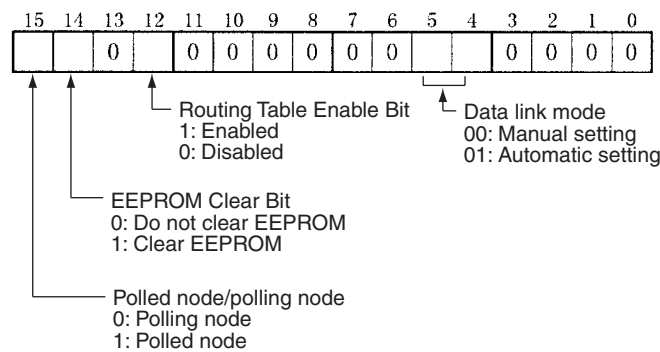 15 14 13 12 11 10 9 8 7 6 5 4 3 2 1 0
0 0 0 0 0 0 0 0 0 0 0
Routing Table Enable Bit
1: Enabled
0: Disabled
Data link mode
00: Manual setting
01: Automatic setting
EEPROM Clear Bit
0: Do not clear EEPROM
1: Clear EEPROM
Polled node/polling node
0: Polling node
1: Polled node